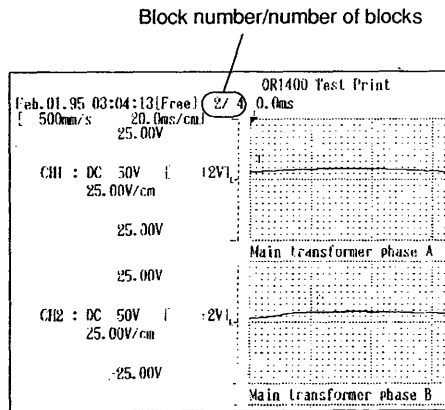 Block number/number of blocks
OR1400 Test Print
Feb.01.95 03:04:13[Free] 2/ 4 0.0ms
[ 500mm/s 20.0ms/cm]
25.00V
CH1 : DC 50V [ 2V]
25.00V/cm
25.00V
Main transformer phase A
25.00V
CH2 : DC 50V [ 2V]
25.00V/cm
-25.00V
Main transformer phase B